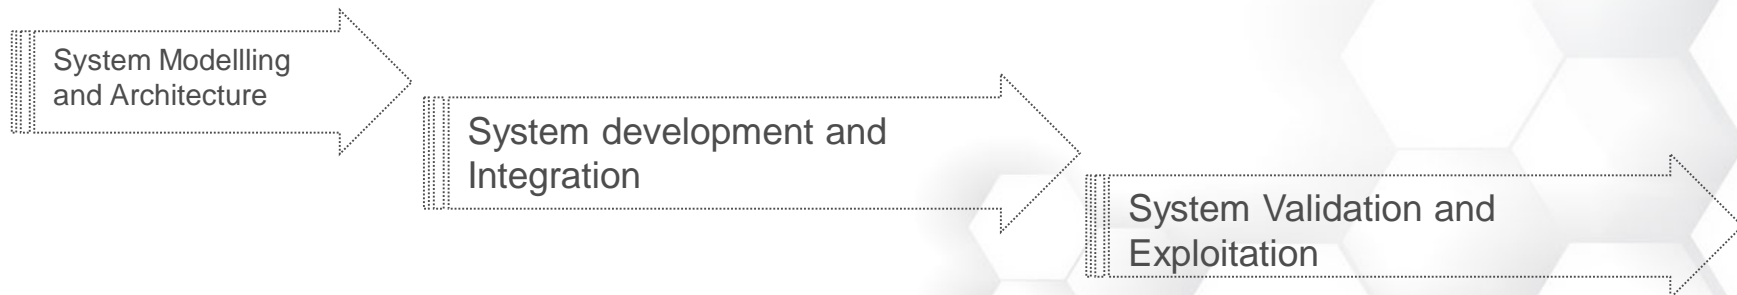 System Modellling
and Architecture
System development and
Integration
System Validation and
Exploitation